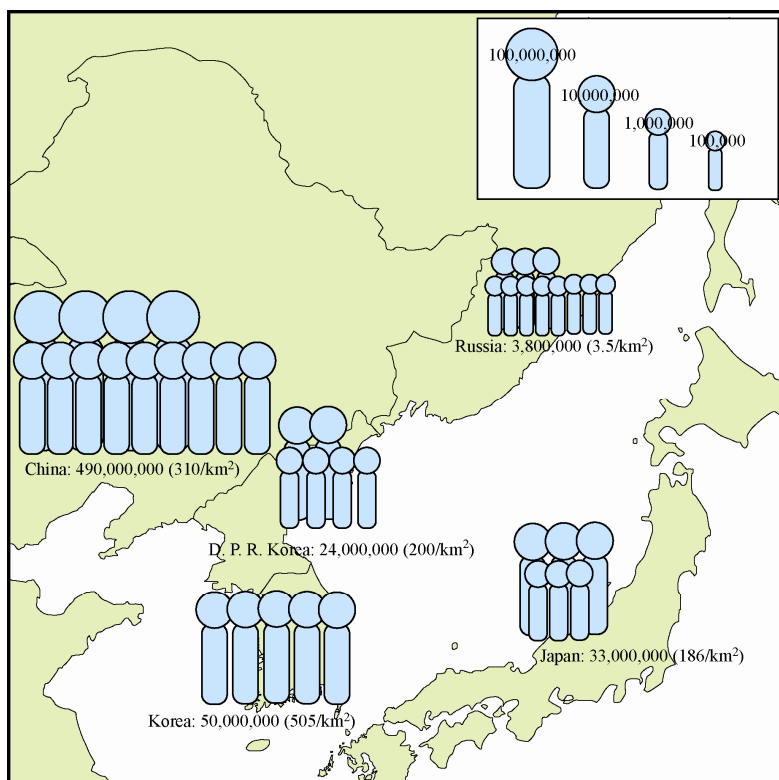 100,000,000
10,000,000
1,000,000
100,000
Russia: 3,800,000 (3.5/km²)
China: 490,000,000 (310/km²)
D. P. R. Korea: 24,000,000 (200/km²)
Japan: 33,000,000 (186/km²)
Korea: 50,000,000 (505/km²)